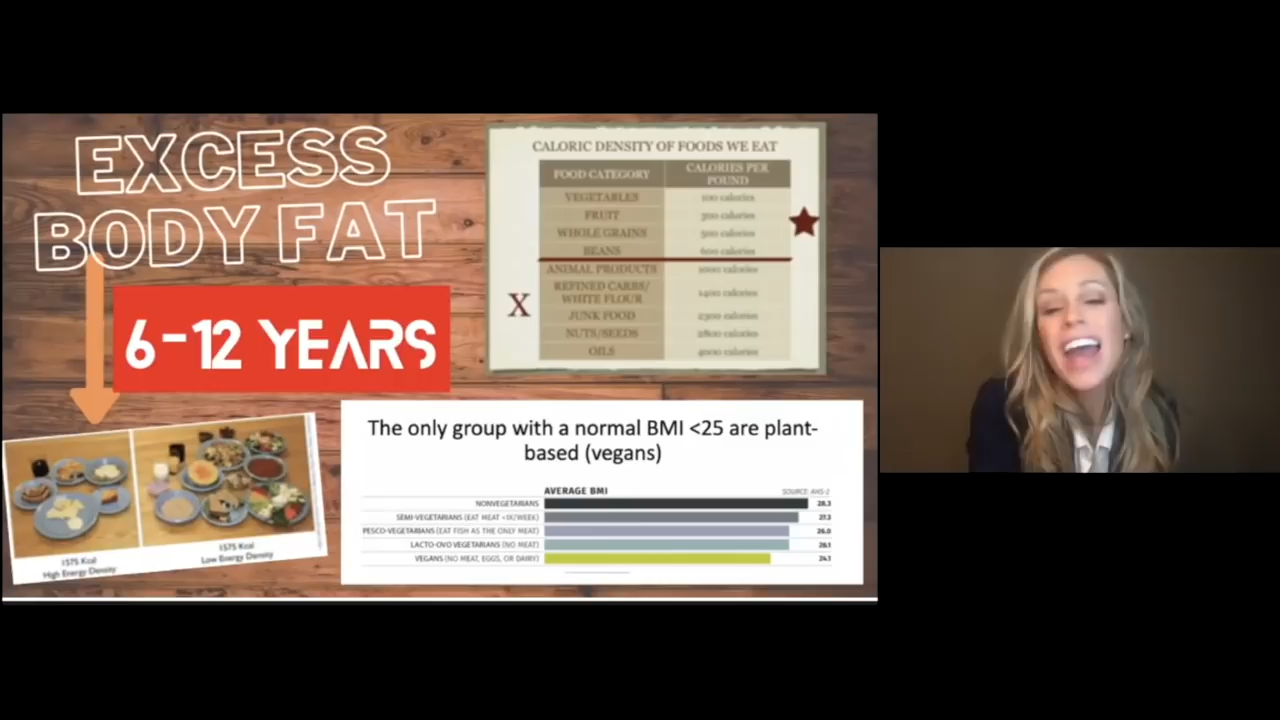 EXCESS
BODY FAT
6-12 YEARS
1575 Kcal
High Energy Density
1575 Kcal
Low Energy Density
CALORIC DENSITY OF FOODS WE EAT
FOOD CATEGORY CALORIES PER POUND
VEGETABLES 100 calories
FRUIT 300 calories
WHOLE GRAINS 500 calories
BEANS 600 calories
ANIMAL PRODUCTS 1000 calories
REFINED CARBS/
WHITE FLOUR 1400 calories
JUNK FOOD 2300 calories
NUTS/SEEDS 2800 calories
OILS 4000 calories
X
The only group with a normal BMI <25 are plant-
based (vegans)
AVERAGE BMI SOURCE: AHS-2
NONVEGETARIANS 28.3
SEMI-VEGETARIANS (EAT MEAT <1X/WEEK) 27.3
PESCO-VEGETARIANS (EAT FISH AS THE ONLY MEAT) 26.0
LACTO-OVO VEGETARIANS (NO MEAT) 26.1
VEGANS (NO MEAT, EGGS, OR DAIRY) 24.1